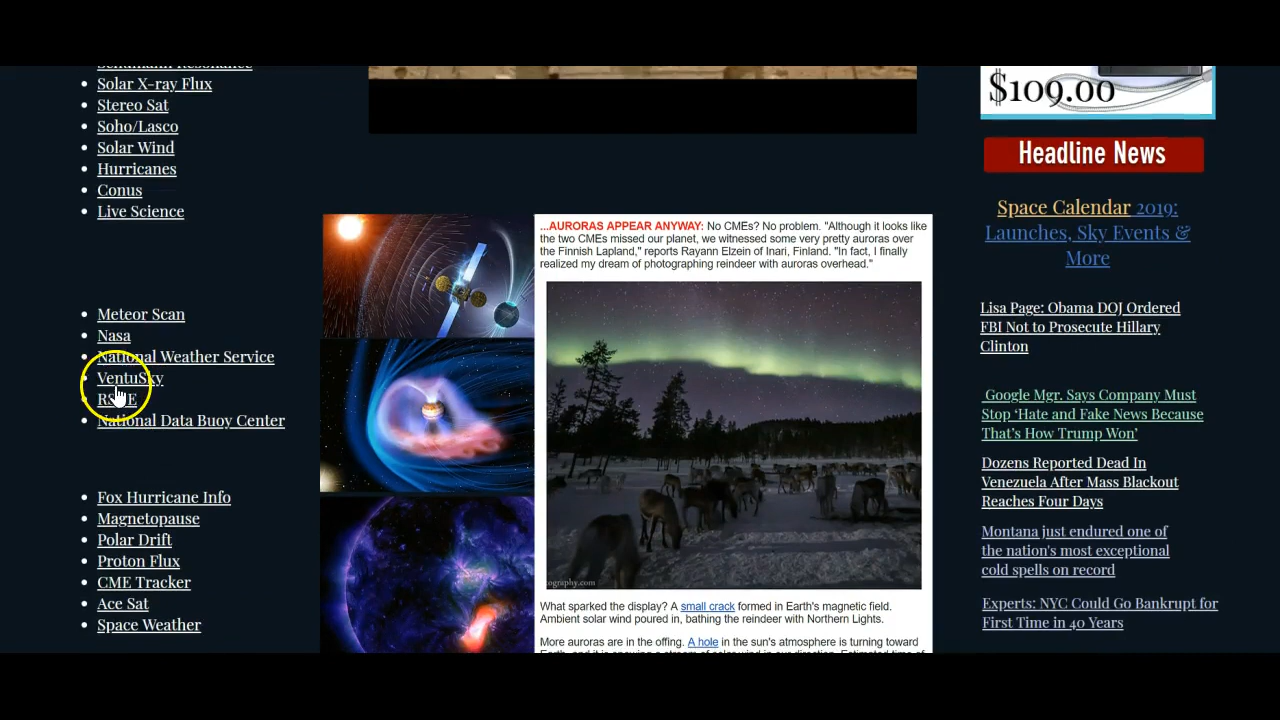 Schumann Resonance
Solar X-ray Flux
Stereo Sat
Soho/Lasco
Solar Wind
Hurricanes
Conus
Live Science
Meteor Scan
Nasa
National Weather Service
VentuSky
RSOE
National Data Buoy Center
Fox Hurricane Info
Magnetopause
Polar Drift
Proton Flux
CME Tracker
Ace Sat
Space Weather
...AURORAS APPEAR ANYWAY: No CMEs? No problem. "Although it looks like
the two CMEs missed our planet, we witnessed some very pretty auroras over
the Finnish Lapland," reports Rayann Elzein of Inari, Finland. "In fact, I finally
realized my dream of photographing reindeer with auroras overhead."
ography.com
What sparked the display? A small crack formed in Earth's magnetic field.
Ambient solar wind poured in, bathing the reindeer with Northern Lights.
More auroras are in the offing. A hole in the sun's atmosphere is turning toward
$109.00
Headline News
Space Calendar 2019:
Launches, Sky Events &
More
Lisa Page: Obama DOJ Ordered
FBI Not to Prosecute Hillary
Clinton
Google Mgr. Says Company Must
Stop ‘Hate and Fake News Because
That’s How Trump Won’
Dozens Reported Dead In
Venezuela After Mass Blackout
Reaches Four Days
Montana just endured one of
the nation's most exceptional
cold spells on record
Experts: NYC Could Go Bankrupt for
First Time in 40 Years